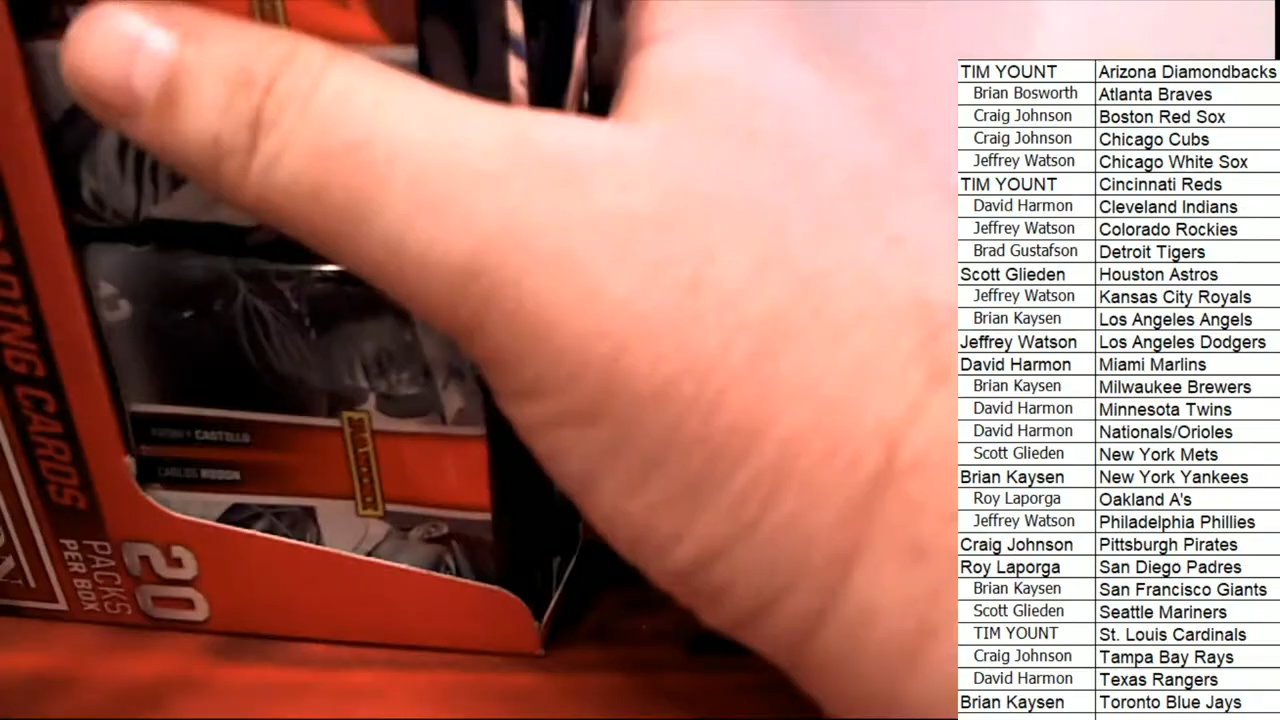 TRADING CARDS
20
PACKS
PER BOX
CASTILLO
CARLOS RODON
TIM YOUNT Arizona Diamondbacks
Brian Bosworth Atlanta Braves
Craig Johnson Boston Red Sox
Craig Johnson Chicago Cubs
Jeffrey Watson Chicago White Sox
TIM YOUNT Cincinnati Reds
David Harmon Cleveland Indians
Jeffrey Watson Colorado Rockies
Brad Gustafson Detroit Tigers
Scott Glieden Houston Astros
Jeffrey Watson Kansas City Royals
Brian Kaysen Los Angeles Angels
Jeffrey Watson Los Angeles Dodgers
David Harmon Miami Marlins
Brian Kaysen Milwaukee Brewers
David Harmon Minnesota Twins
David Harmon Nationals/Orioles
Scott Glieden New York Mets
Brian Kaysen New York Yankees
Roy Laporga Oakland A's
Jeffrey Watson Philadelphia Phillies
Craig Johnson Pittsburgh Pirates
Roy Laporga San Diego Padres
Brian Kaysen San Francisco Giants
Scott Glieden Seattle Mariners
TIM YOUNT St. Louis Cardinals
Craig Johnson Tampa Bay Rays
David Harmon Texas Rangers
Brian Kaysen Toronto Blue Jays